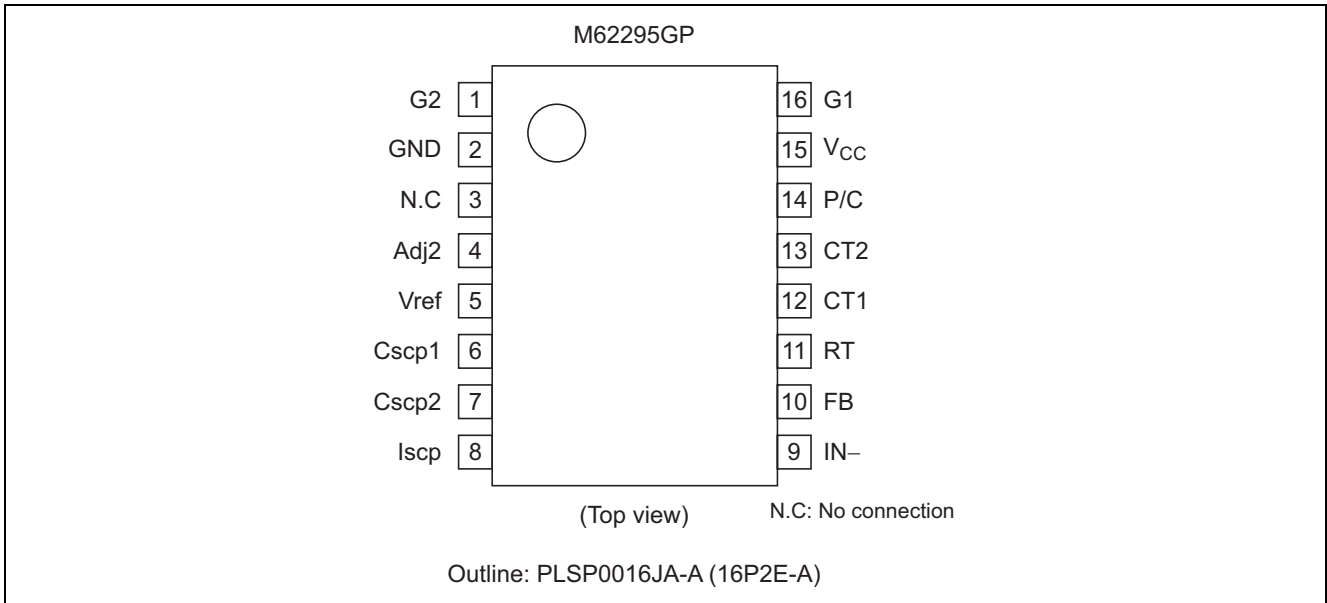 M62295GP
G2 1 16 G1
GND 2 15 VCC
N.C 3 14 P/C
Adj2 4 13 CT2
Vref 5 12 CT1
Cscp1 6 11 RT
Cscp2 7 10 FB
Iscp 8 9 IN−
(Top view) N.C: No connection
Outline: PLSP0016JA-A (16P2E-A)